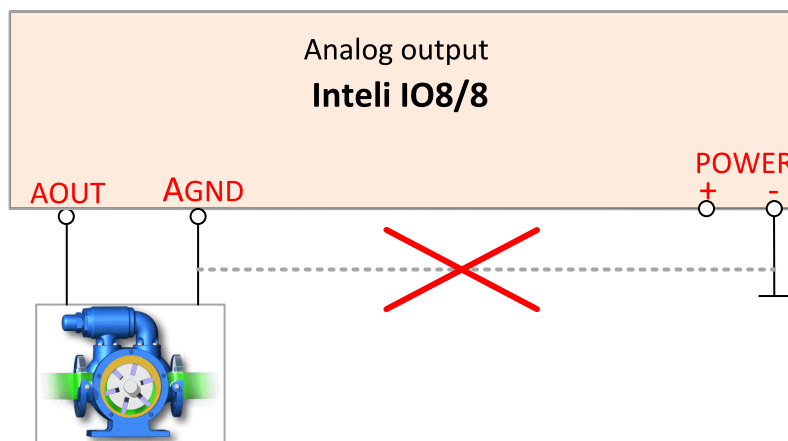 Analog output
Inteli IO8/8
POWER
AOUT
AGND
+
-